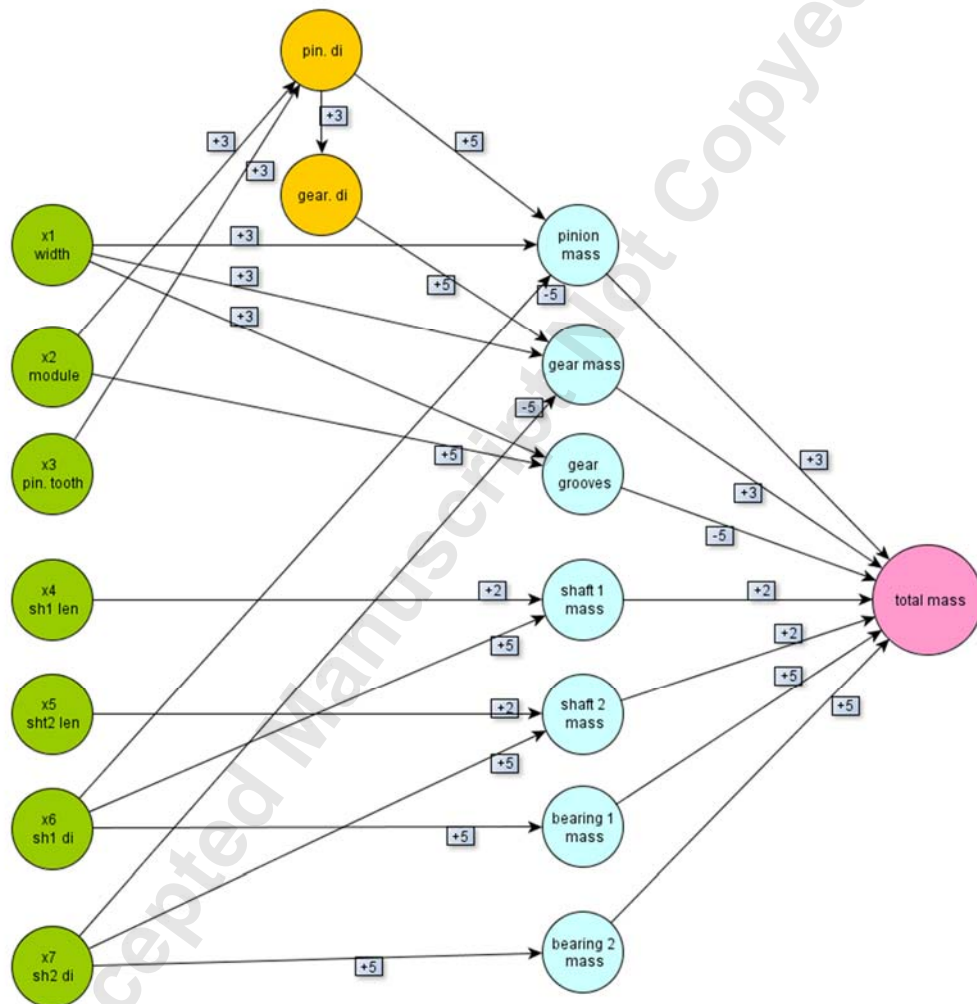 pin. di
+3
+3
+5
+3
gear. di
x1
width
+3
pinion
mass
+3
+5
-5
+3
x2
module
gear mass
-5
+5
x3
pin. tooth
gear
grooves
+3
+3
-5
x4
sh1 len
+2
shaft 1
mass
+2
total mass
+5
+2
x5
sht2 len
+2
shaft 2
mass
+5
+5
+5
x6
sh1 di
+5
bearing 1
mass
x7
sh2 di
+5
bearing 2
mass
cepted Manuscript Not Copye